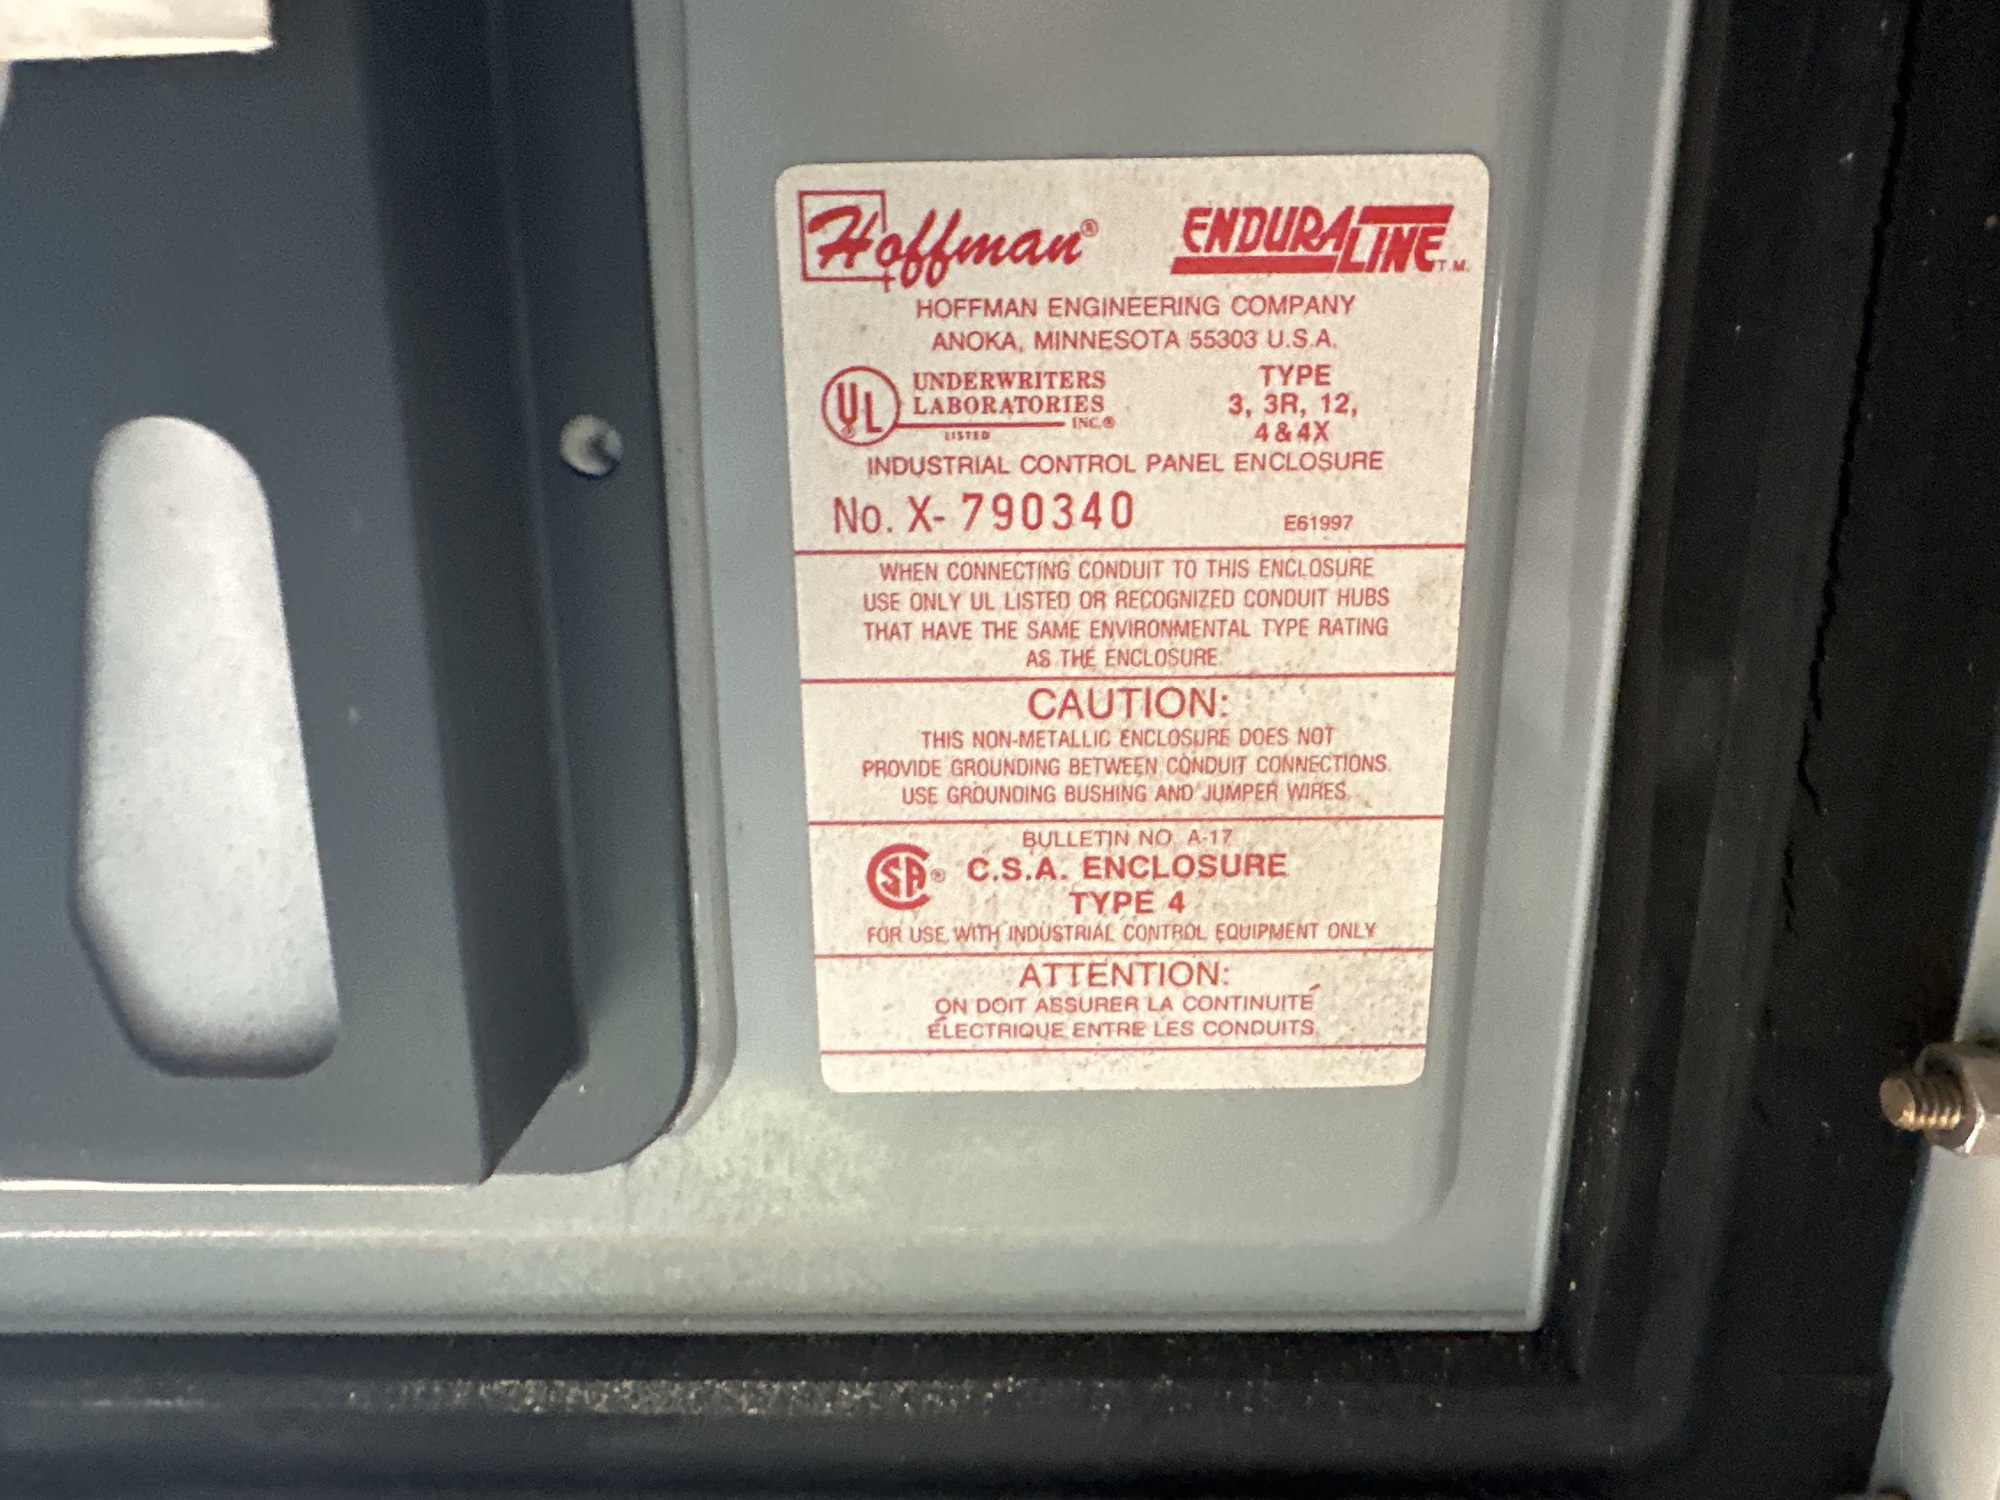 Hoffman® ENDURALINE T.M.
HOFFMAN ENGINEERING COMPANY
ANOKA, MINNESOTA 55303 U.S.A.
UL® UNDERWRITERS
LABORATORIES
INC.®
LISTED
TYPE
3, 3R, 12,
4 & 4X
INDUSTRIAL CONTROL PANEL ENCLOSURE
No. X- 790340 E61997
WHEN CONNECTING CONDUIT TO THIS ENCLOSURE
USE ONLY UL LISTED OR RECOGNIZED CONDUIT HUBS
THAT HAVE THE SAME ENVIRONMENTAL TYPE RATING
AS THE ENCLOSURE.
CAUTION:
THIS NON-METALLIC ENCLOSURE DOES NOT
PROVIDE GROUNDING BETWEEN CONDUIT CONNECTIONS.
USE GROUNDING BUSHING AND JUMPER WIRES.
BULLETIN NO. A-17
SA® C.S.A. ENCLOSURE
TYPE 4
FOR USE WITH INDUSTRIAL CONTROL EQUIPMENT ONLY
ATTENTION:
ON DOIT ASSURER LA CONTINUITÉ
ÉLECTRIQUE ENTRE LES CONDUITS.